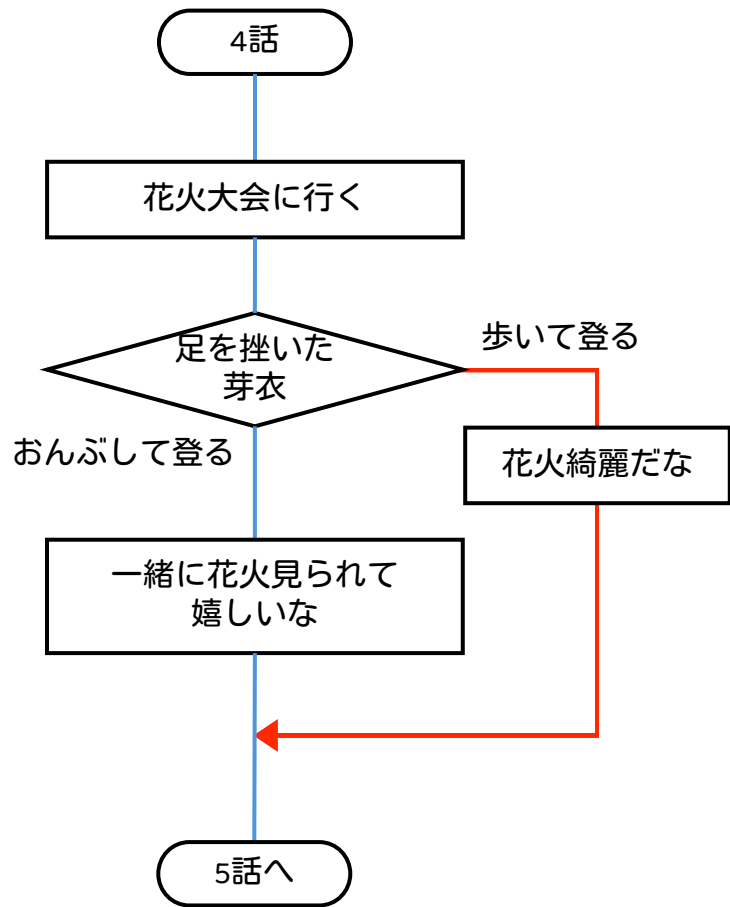 4話
花火大会に行く
足を挫いた
芽衣
歩いて登る
おんぶして登る
花火綺麗だな
一緒に花火見られて
嬉しいな
5話へ